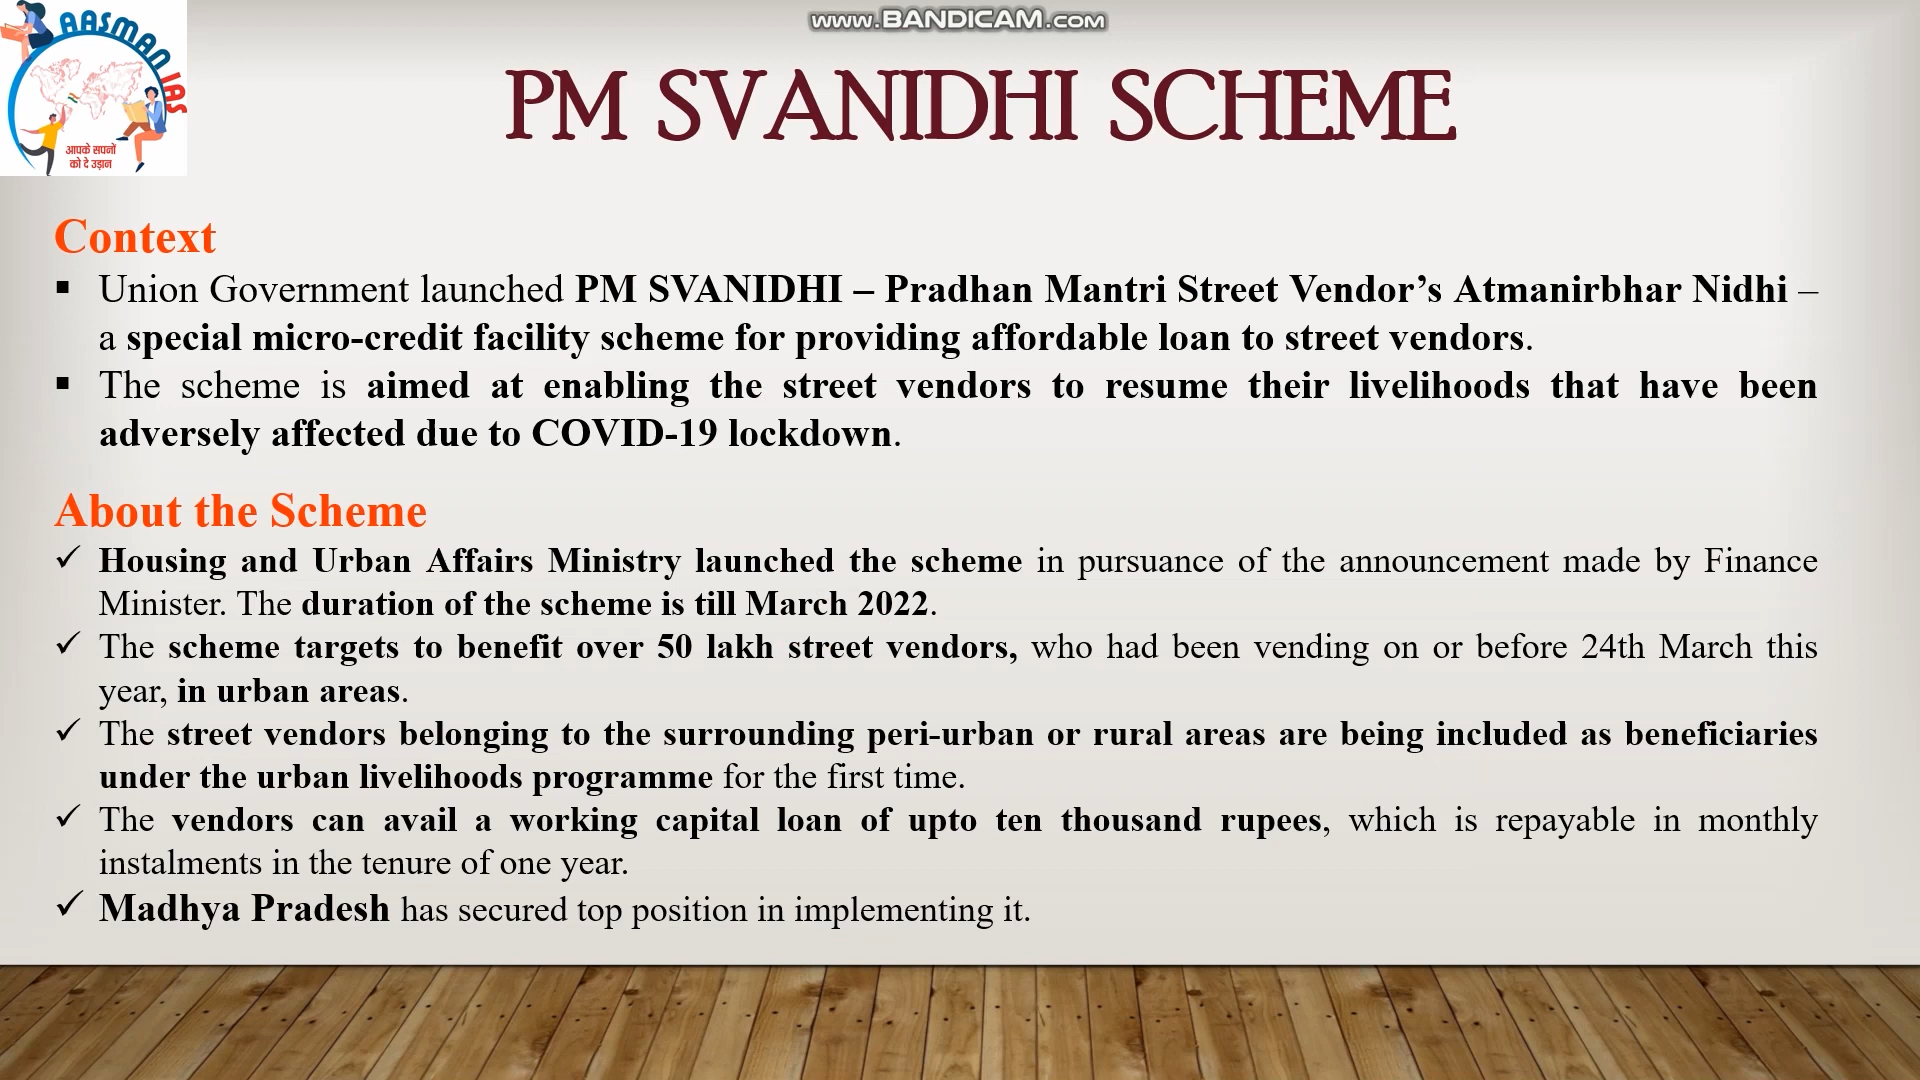 www.BANDICAM.com
AASMAN IAS
आपके सपनों
को दे उड़ान
PM SVANIDHI SCHEME
Context
▪ Union Government launched PM SVANIDHI – Pradhan Mantri Street Vendor’s Atmanirbhar Nidhi –
a special micro-credit facility scheme for providing affordable loan to street vendors.
▪ The scheme is aimed at enabling the street vendors to resume their livelihoods that have been
adversely affected due to COVID-19 lockdown.
About the Scheme
✓ Housing and Urban Affairs Ministry launched the scheme in pursuance of the announcement made by Finance
Minister. The duration of the scheme is till March 2022.
✓ The scheme targets to benefit over 50 lakh street vendors, who had been vending on or before 24th March this
year, in urban areas.
✓ The street vendors belonging to the surrounding peri-urban or rural areas are being included as beneficiaries
under the urban livelihoods programme for the first time.
✓ The vendors can avail a working capital loan of upto ten thousand rupees, which is repayable in monthly
instalments in the tenure of one year.
✓ Madhya Pradesh has secured top position in implementing it.